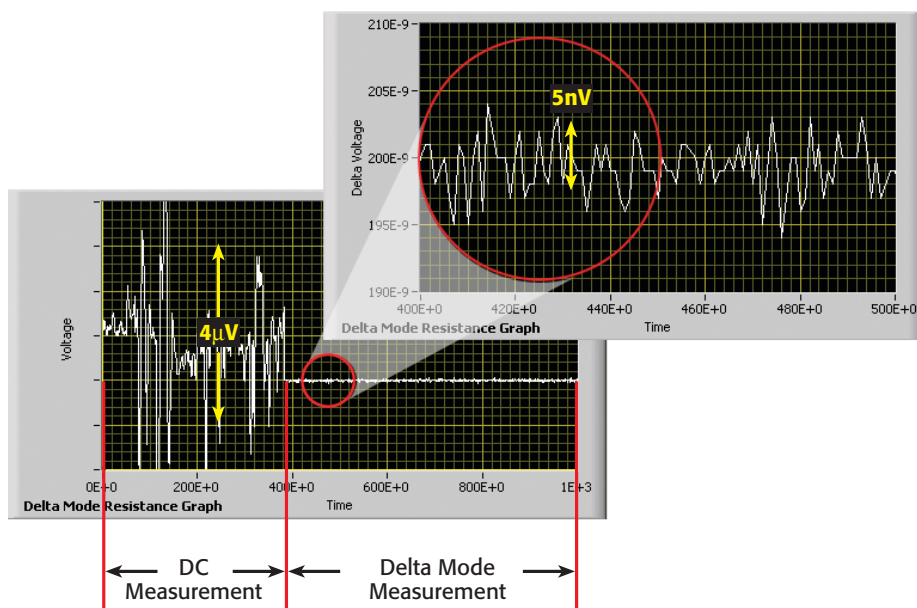 210E-9
205E-9
200E-9
195E-9
190E-9
Delta Voltage
5nV
400E+0 420E+0 440E+0 460E+0 480E+0 500E+0
Delta Mode Resistance Graph
Time
Voltage
4μV
0E+0 200E+0 400E+0 600E+0 800E+0 1E+3
Delta Mode Resistance Graph
Time
DC
Measurement
Delta Mode
Measurement